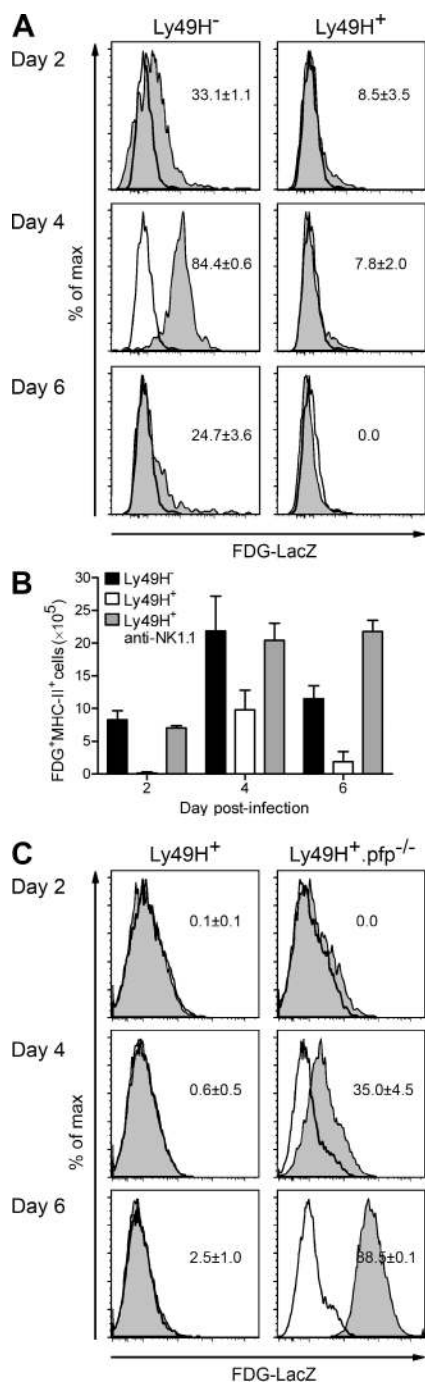 A
Ly49H⁻ Ly49H⁺
Day 2
33.1±1.1 8.5±3.5
Day 4
84.4±0.6 7.8±2.0
% of max
Day 6
24.7±3.6 0.0
FDG-LacZ
B
FDG⁺MHC-II⁺ cells (×10⁵)
30
25
20
15
10
5
0
Ly49H⁻
Ly49H⁺
Ly49H⁺
anti-NK1.1
2 4 6
Day post-infection
C
Ly49H⁺ Ly49H⁺.pfp⁻/⁻
Day 2
0.1±0.1 0.0
Day 4
0.6±0.5 35.0±4.5
% of max
Day 6
2.5±1.0 88.5±0.1
FDG-LacZ